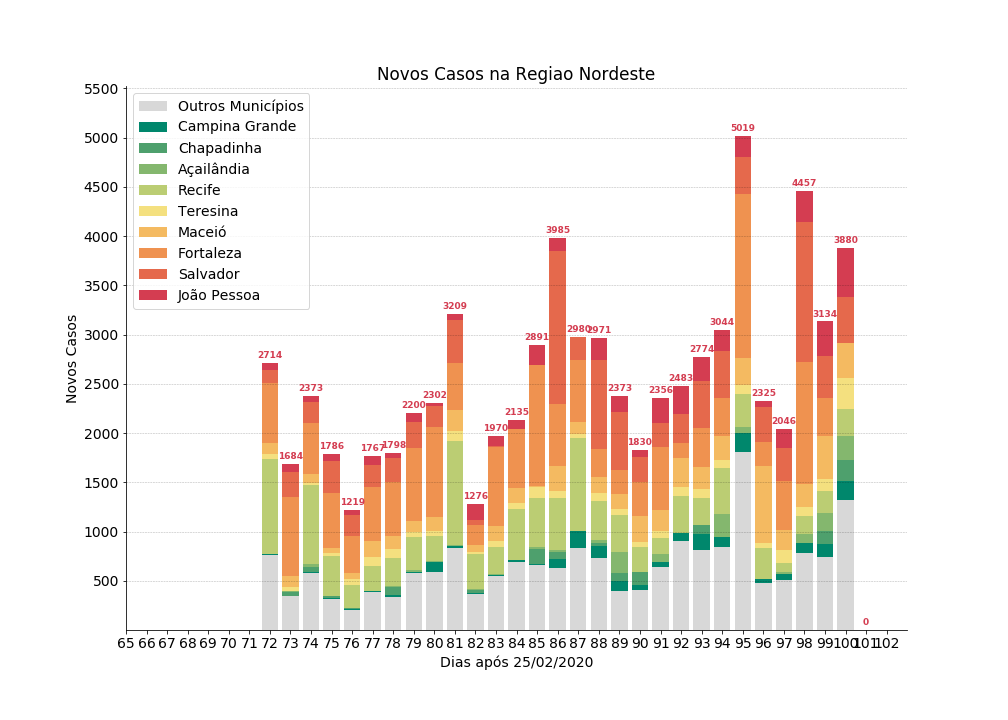 Novos Casos na Regiao Nordeste
5500
5000
4500
4000
3500
3000
2500
2000
1500
1000
500
Novos Casos
Outros Municípios
Campina Grande
Chapadinha
Açailândia
Recife
Teresina
Maceió
Fortaleza
Salvador
João Pessoa
2714 1684 2373 1786 1219 1767 1798 2200 2302 3209 1276 1970 2135 2891 3985 2980 2971 2373 1830 2356 2483 2774 3044 5019 2325 2046 4457 3134 3880 0
65 66 67 68 69 70 71 72 73 74 75 76 77 78 79 80 81 82 83 84 85 86 87 88 89 90 91 92 93 94 95 96 97 98 99 100 101 102
Dias após 25/02/2020